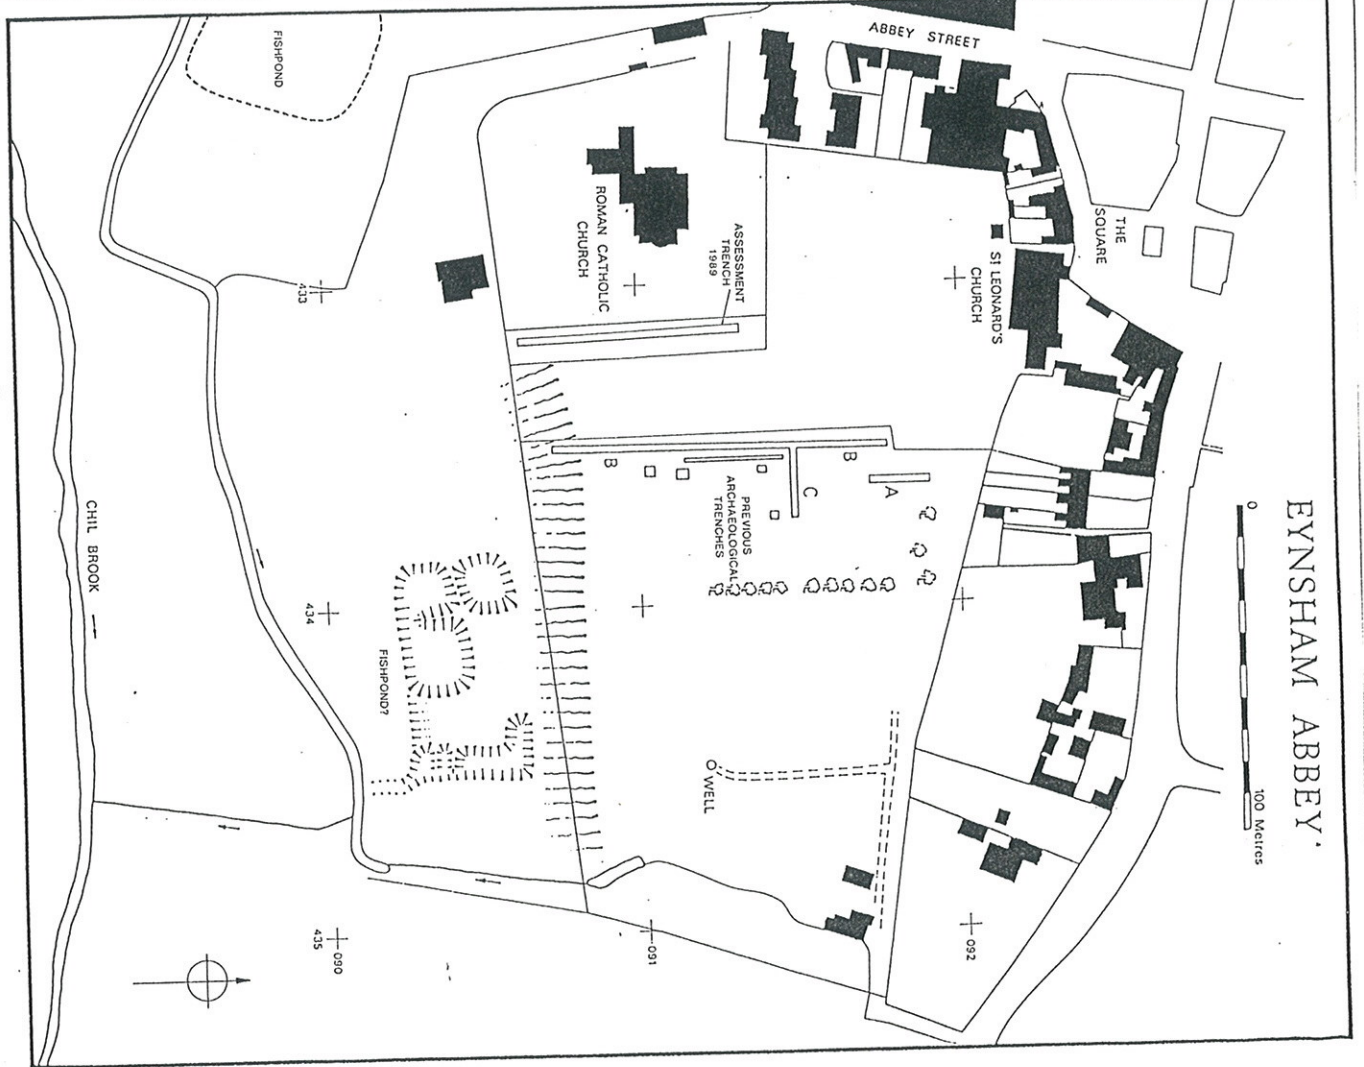 EYNSHAM ABBEY
0
100 Metres
ABBEY STREET
THE
SQUARE
St LEONARD'S
CHURCH
ROMAN CATHOLIC
CHURCH
ASSESSMENT
TRENCH
1989
FISHPOND
433
B
B
C
A
PREVIOUS
ARCHAEOLOGICAL
TRENCHES
434
FISHPOND?
CHIL BROOK
WELL
092
091
090
435